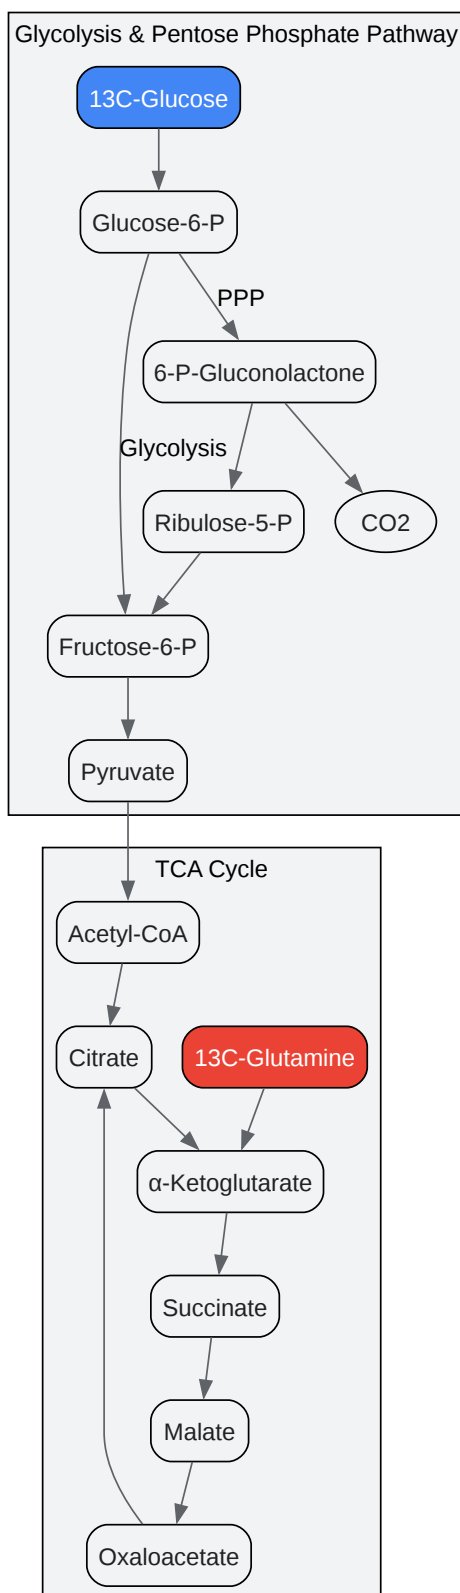 Glycolysis & Pentose Phosphate Pathway
13C-Glucose
Glucose-6-P
PPP
6-P-Gluconolactone
Glycolysis
Ribulose-5-P
CO2
Fructose-6-P
Pyruvate
TCA Cycle
Acetyl-CoA
Citrate
13C-Glutamine
α-Ketoglutarate
Succinate
Malate
Oxaloacetate